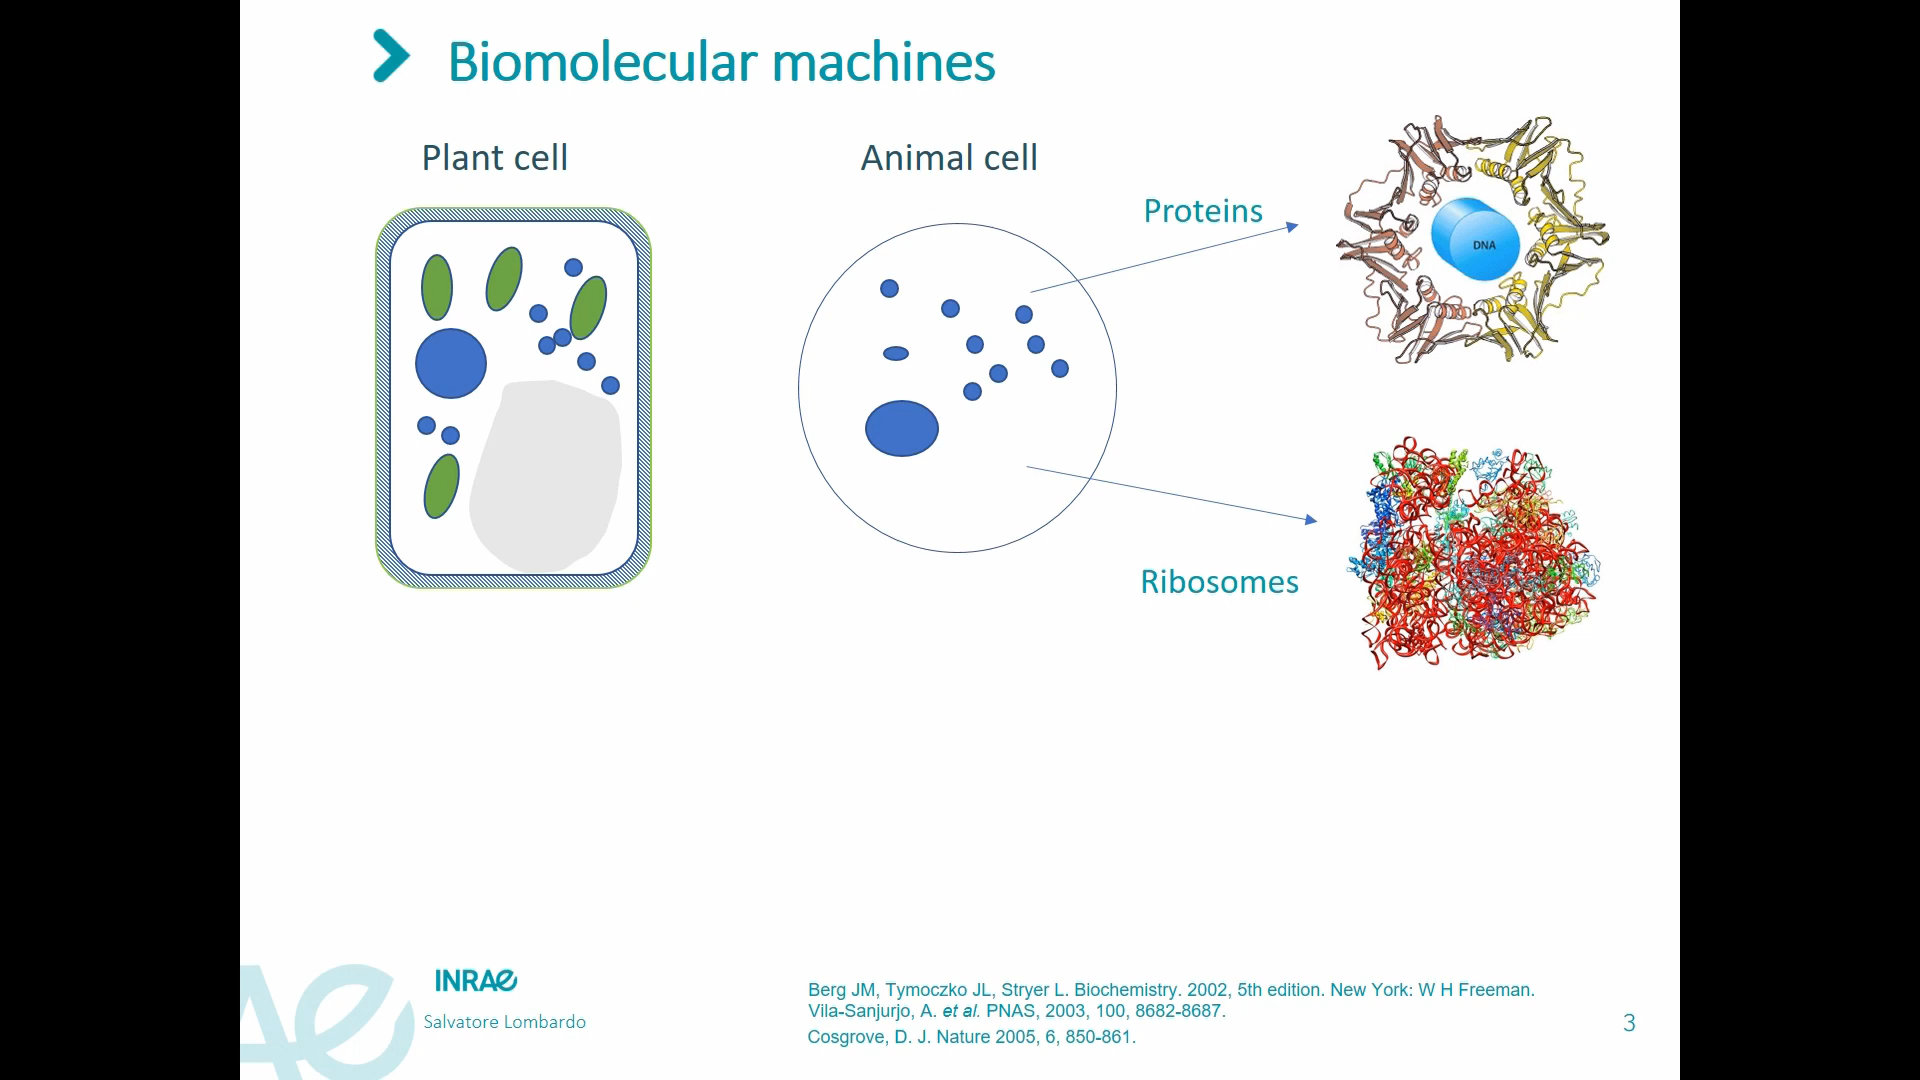 Biomolecular machines
Plant cell
Animal cell
Proteins
DNA
Ribosomes
INRAE
Salvatore Lombardo
Berg JM, Tymoczko JL, Stryer L. Biochemistry. 2002, 5th edition. New York: W H Freeman.
Vila-Sanjurjo, A. et al. PNAS, 2003, 100, 8682-8687.
Cosgrove, D. J. Nature 2005, 6, 850-861.
3